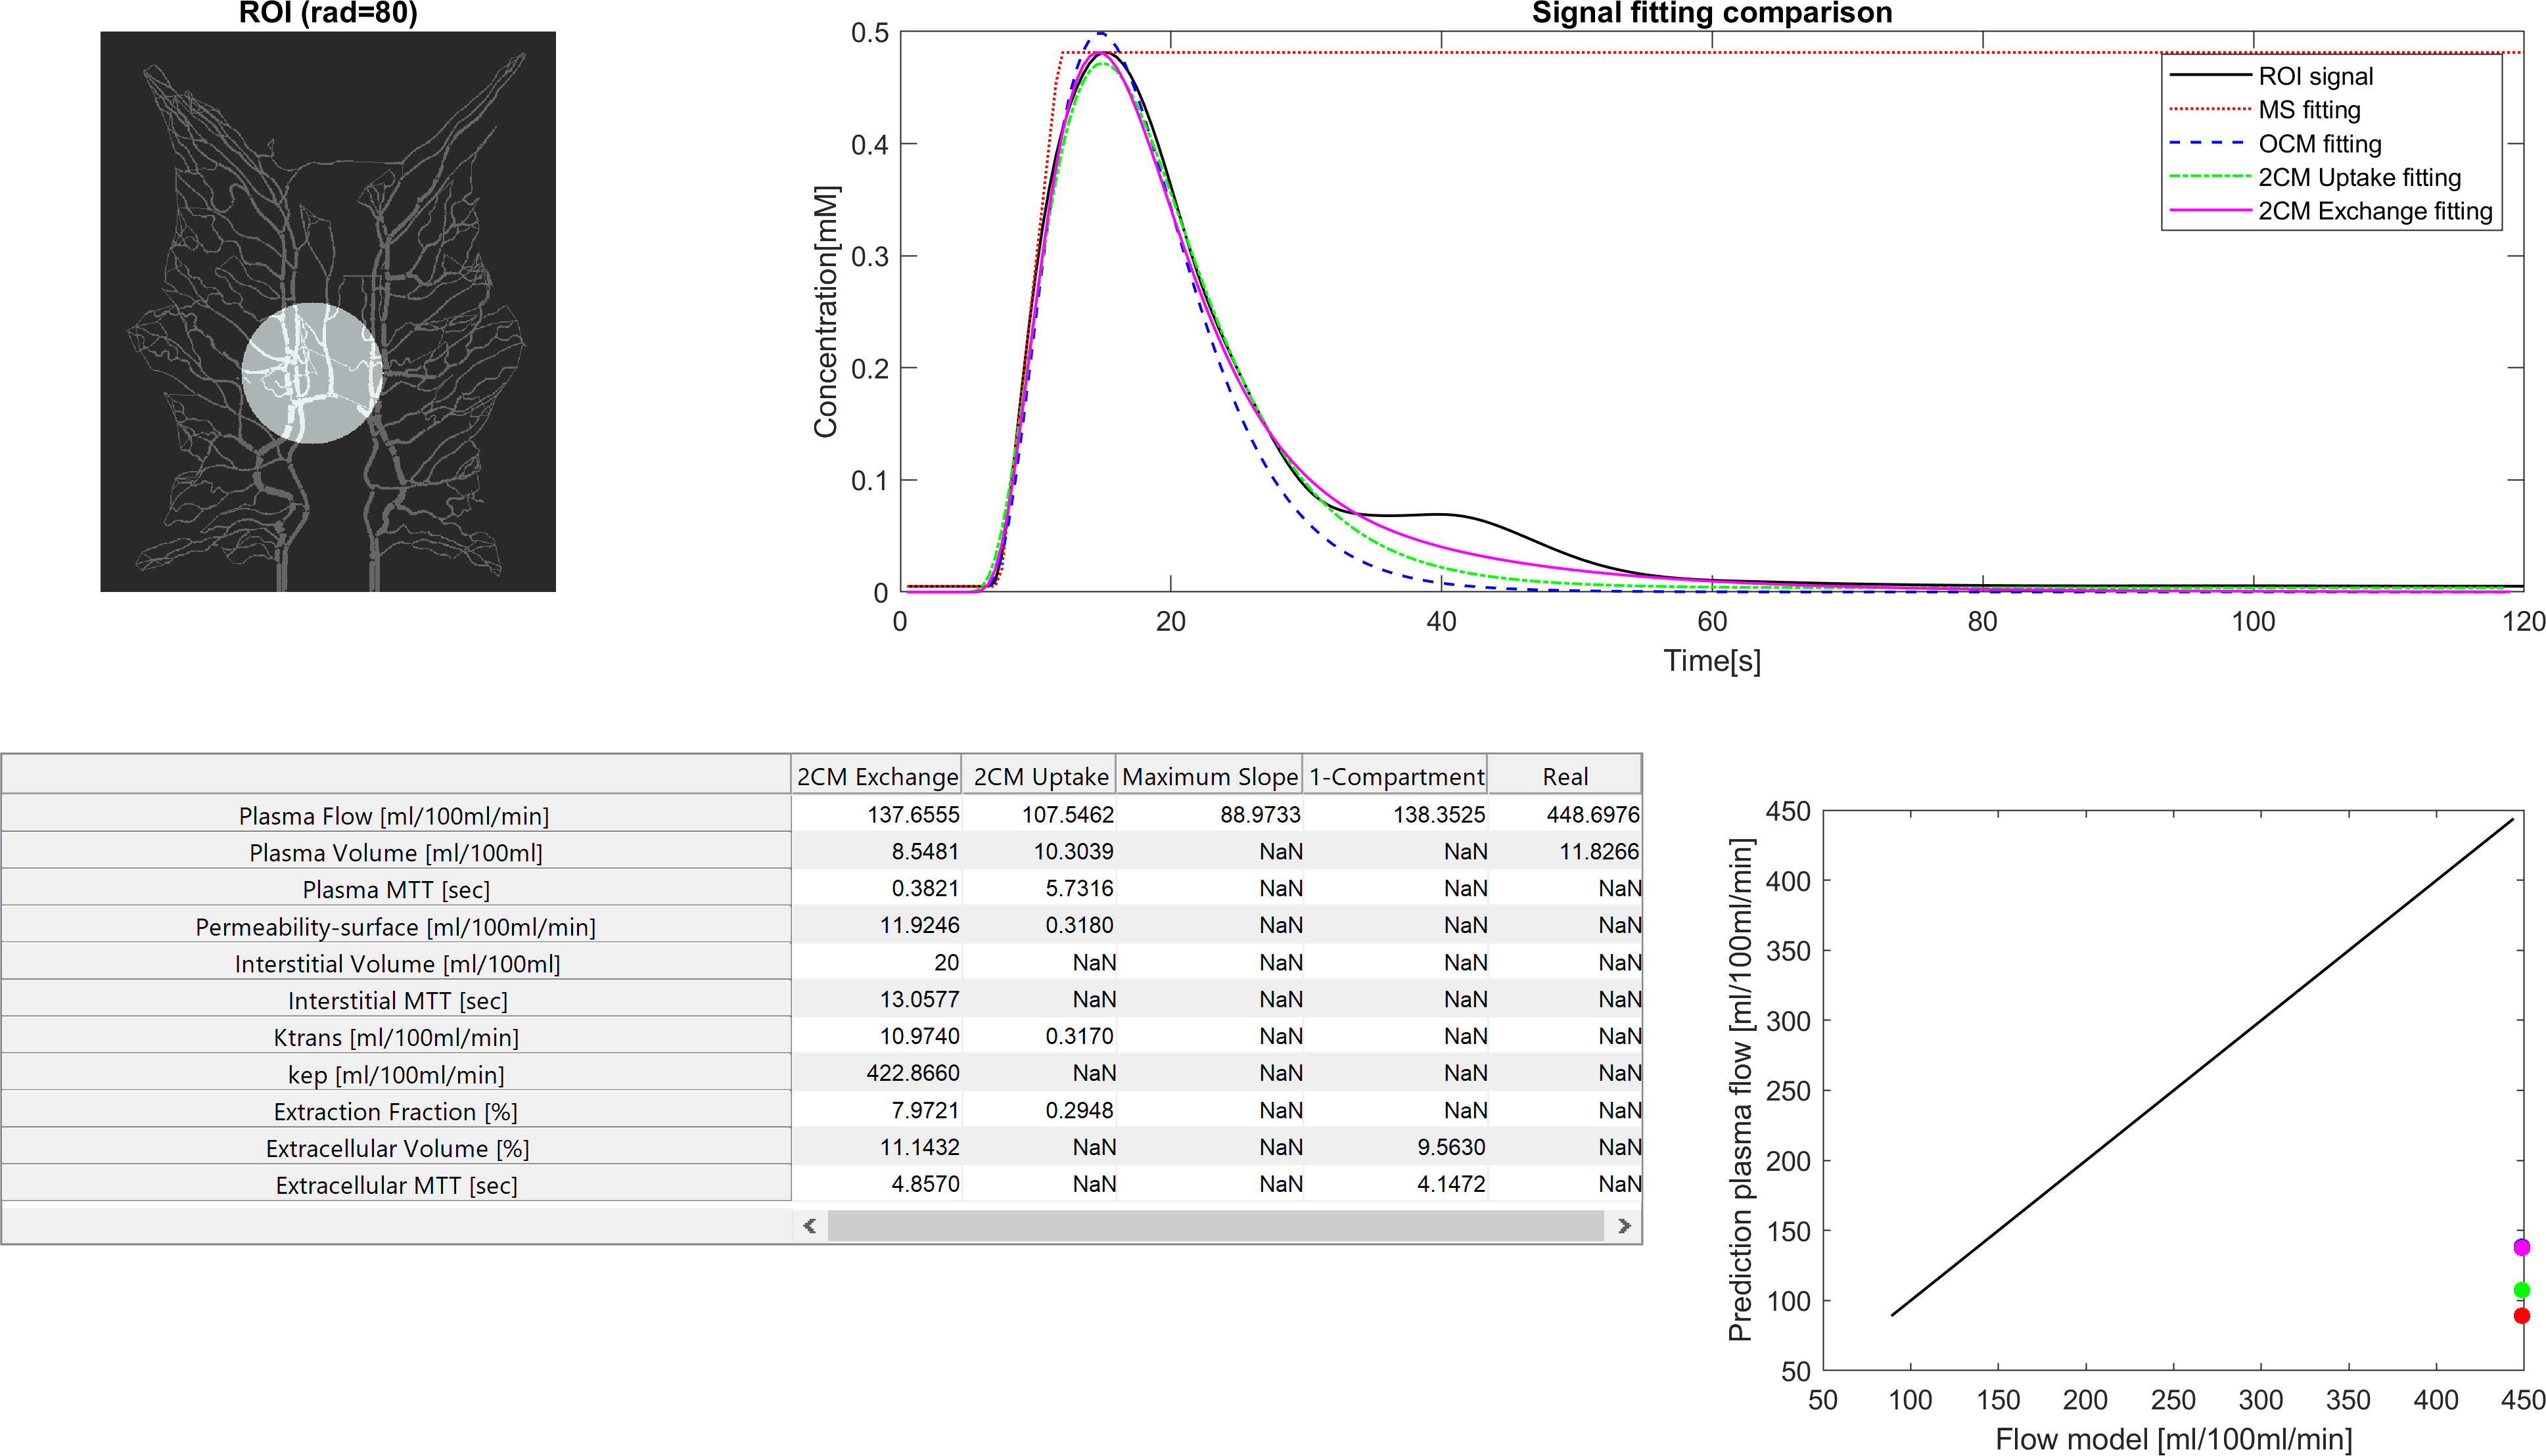 ROI (rad=80)
Signal fitting comparison
0.5
0.4
0.3
0.2
0.1
0
Concentration[mM]
0 20 40 60 80 100 120
Time[s]
ROI signal
MS fitting
OCM fitting
2CM Uptake fitting
2CM Exchange fitting
2CM Exchange 2CM Uptake Maximum Slope 1-Compartment Real
Plasma Flow [ml/100ml/min] 137.6555 107.5462 88.9733 138.3525 448.6976
Plasma Volume [ml/100ml] 8.5481 10.3039 NaN NaN 11.8266
Plasma MTT [sec] 0.3821 5.7316 NaN NaN NaN
Permeability-surface [ml/100ml/min] 11.9246 0.3180 NaN NaN NaN
Interstitial Volume [ml/100ml] 20 NaN NaN NaN NaN
Interstitial MTT [sec] 13.0577 NaN NaN NaN NaN
Ktrans [ml/100ml/min] 10.9740 0.3170 NaN NaN NaN
kep [ml/100ml/min] 422.8660 NaN NaN NaN NaN
Extraction Fraction [%] 7.9721 0.2948 NaN NaN NaN
Extracellular Volume [%] 11.1432 NaN NaN 9.5630 NaN
Extracellular MTT [sec] 4.8570 NaN NaN 4.1472 NaN
450
400
350
300
250
200
150
100
50
Prediction plasma flow [ml/100ml/min]
50 100 150 200 250 300 350 400 450
Flow model [ml/100ml/min]